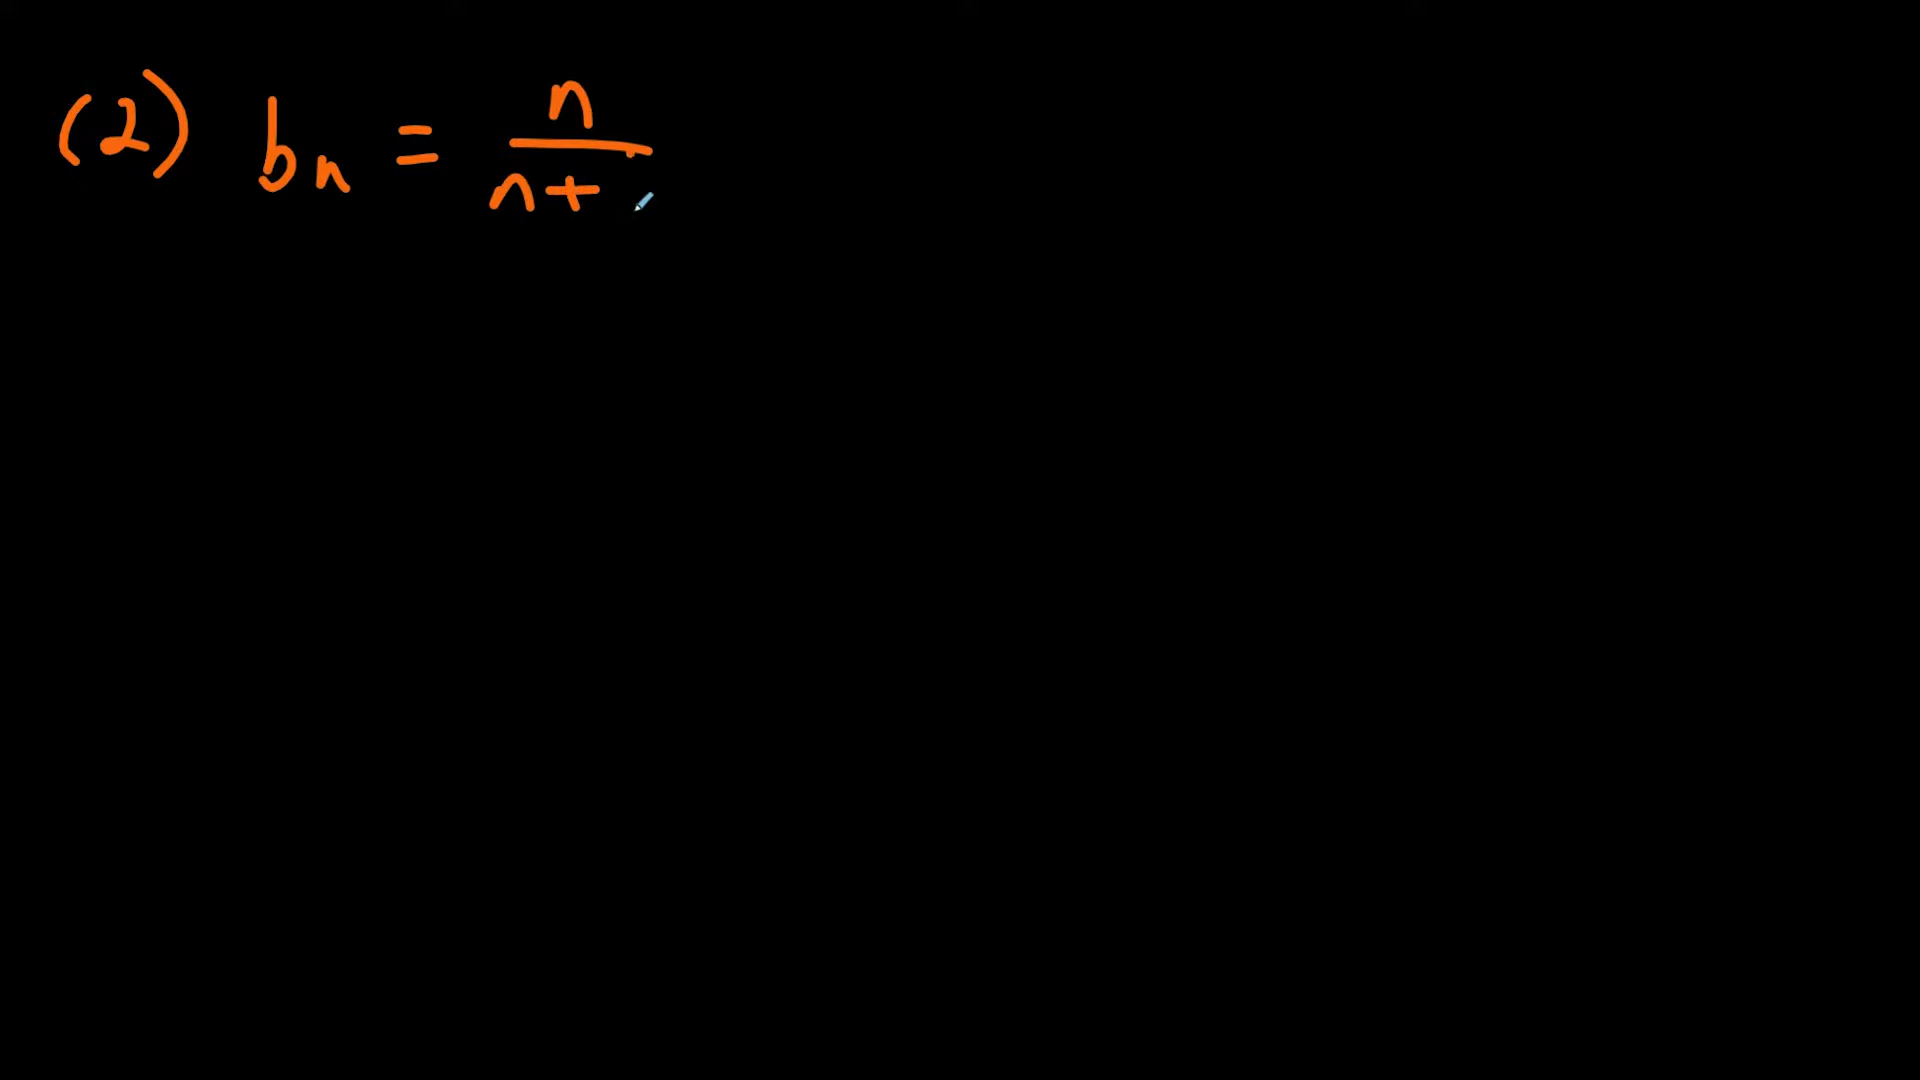 (2) bₙ = n/(n+